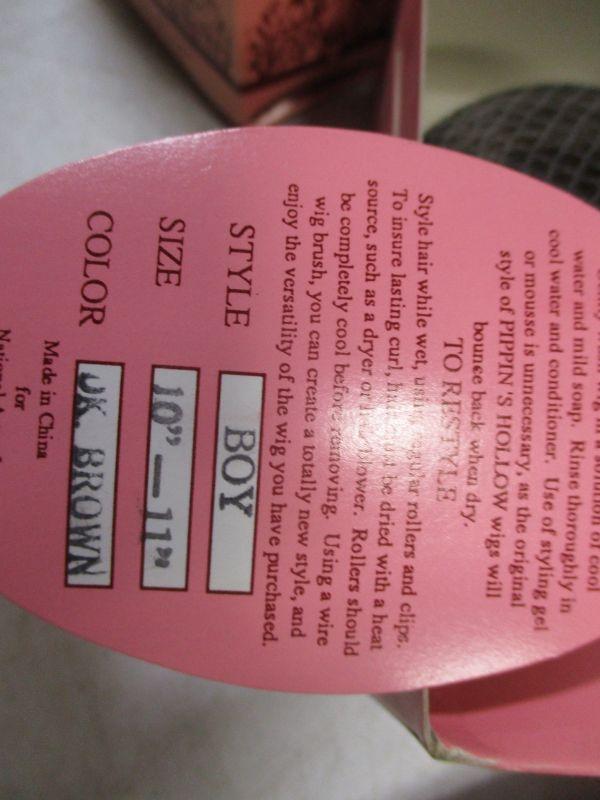 water and mild soap. Rinse thoroughly in
cool water and conditioner. Use of styling gel
or mousse is unnecessary, as the original
style of PIPPIN'S HOLLOW wigs will
bounce back when dry.
TO RESTYLE
Style hair while wet, using regular rollers and clips.
To insure lasting curl, hair must be dried with a heat
source, such as a dryer or blower. Rollers should
be completely cool before removing. Using a wire
wig brush, you can create a totally new style, and
enjoy the versatility of the wig you have purchased.
STYLE BOY
SIZE 10"-11"
COLOR DK. BROWN
Made in China
for